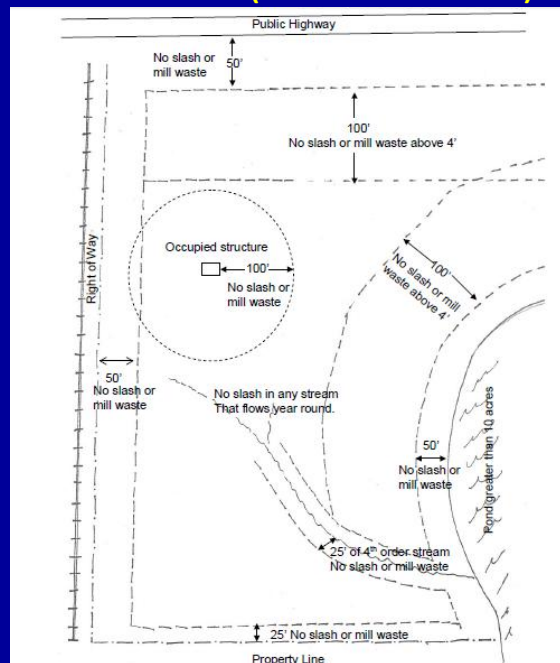 Public Highway
No slash or
mill waste
50'
100'
No slash or mill waste above 4'
Right of Way
Occupied structure
100'
No slash or
mill waste
100'
No slash or mill
waste above 4'
50'
No slash or
mill waste
No slash in any stream
That flows year round.
50'
No slash or
mill waste
Pond greater than 10 acres
25' of 4th order stream
No slash or mill waste
25' No slash or mill waste
Property Line